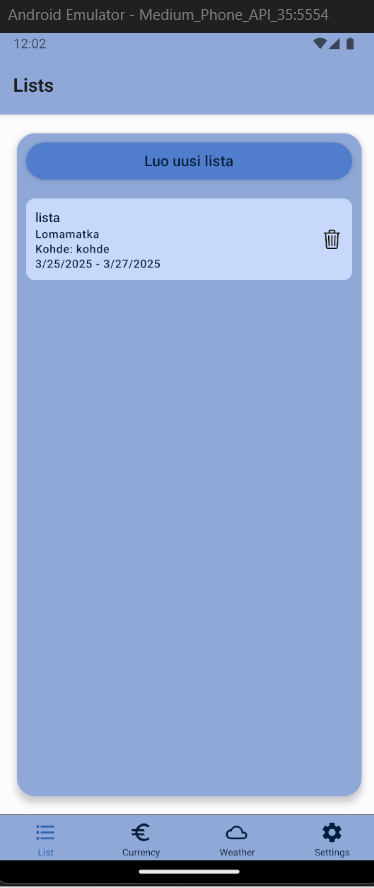 Android Emulator - Medium_Phone_API_35:5554
12:02
Lists
Luo uusi lista
lista
Lomamatka
Kohde: kohde
3/25/2025 - 3/27/2025
List
Currency
Weather
Settings